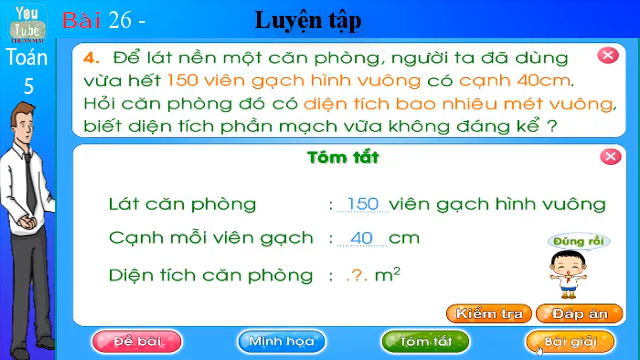 You
Tube
THUẬN MAI
Bài 26 -
Luyện tập
Toán
5
4. Để lát nền một căn phòng, người ta đã dùng
vừa hết 150 viên gạch hình vuông có cạnh 40cm.
Hỏi căn phòng đó có diện tích bao nhiêu mét vuông,
biết diện tích phần mạch vữa không đáng kể ?
Tóm tắt
Lát căn phòng : 150 viên gạch hình vuông
Cạnh mỗi viên gạch : 40 cm
Diện tích căn phòng : .?. m²
Đúng rồi
Kiểm tra
Đáp án
Đề bài
Minh họa
Tóm tắt
Bài giải